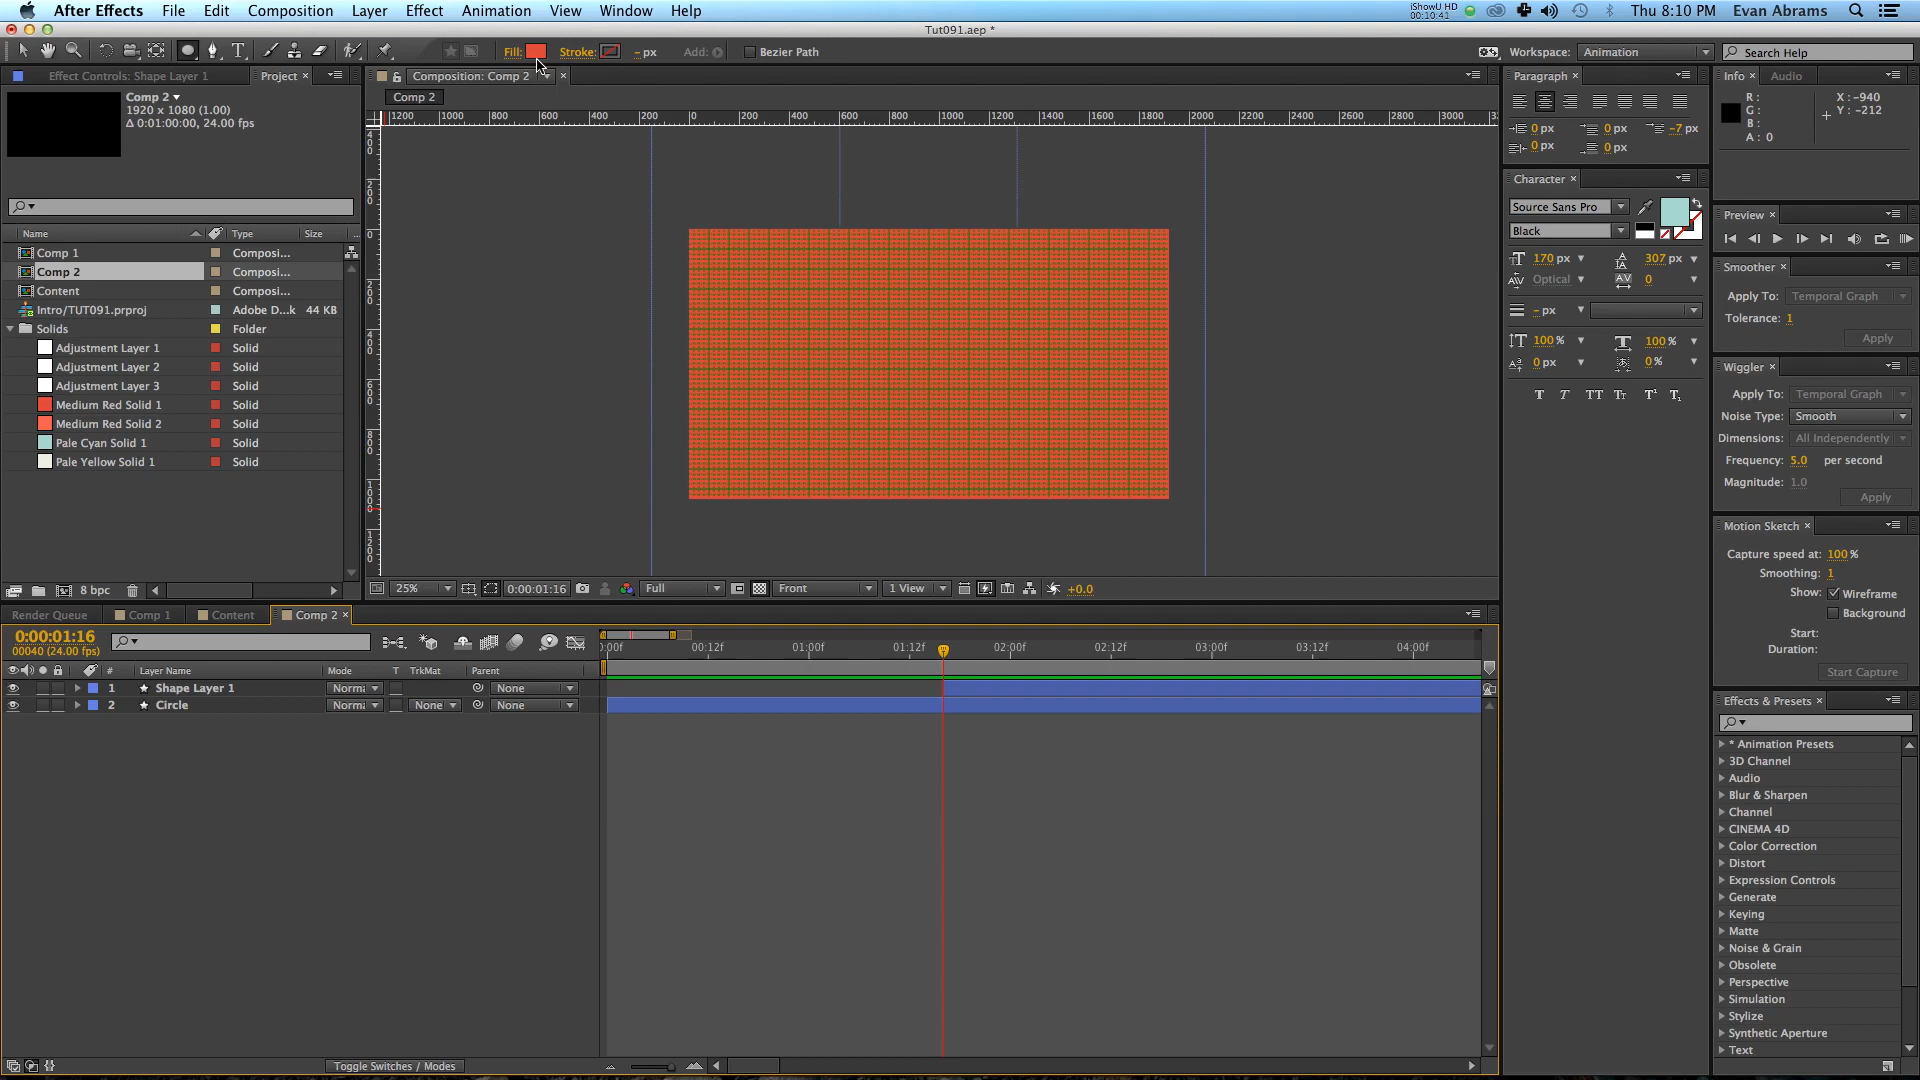 After Effects File Edit Composition Layer Effect Animation View Window Help iShowU HD 00:10:41 Thu 8:10 PM Evan Abrams
Tut091.aep *
Fill: Stroke: - px Add: Bezier Path Workspace: Animation Search Help
Effect Controls: Shape Layer 1 Project Composition: Comp 2 Paragraph Info Audio
Comp 2
1920 x 1080 (1.00)
Δ 0:01:00:00, 24.00 fps
Comp 2
R : G : B : A : 0
X : -940
Y : -212
0 px 0 px -7 px
0 px 0 px
Name Type Size
Comp 1 Composi...
Comp 2 Composi...
Content Composi...
Intro/TUT091.prproj Adobe D...k 44 KB
Solids Folder
Adjustment Layer 1 Solid
Adjustment Layer 2 Solid
Adjustment Layer 3 Solid
Medium Red Solid 1 Solid
Medium Red Solid 2 Solid
Pale Cyan Solid 1 Solid
Pale Yellow Solid 1 Solid
8 bpc
25% 0:00:01:16 Full Front 1 View +0.0
Character
Source Sans Pro
Black
170 px 307 px
Optical 0
- px
100 % 100 %
0 px 0 %
T T TT Tт T¹ T₁
Preview
Smoother
Apply To: Temporal Graph
Tolerance: 1
Apply
Wiggler
Apply To: Temporal Graph
Noise Type: Smooth
Dimensions: All Independently
Frequency: 5.0 per second
Magnitude: 1.0
Apply
Motion Sketch
Capture speed at: 100 %
Smoothing: 1
Show: Wireframe
Background
Start:
Duration:
Start Capture
Render Queue Comp 1 Content Comp 2
0:00:01:16
00040 (24.00 fps)
:00f 00:12f 01:00f 01:12f 02:00f 02:12f 03:00f 03:12f 04:00f
# Layer Name Mode T TrkMat Parent
1 Shape Layer 1 Norma None
2 Circle Norma None None
Toggle Switches / Modes
Effects & Presets
* Animation Presets
3D Channel
Audio
Blur & Sharpen
Channel
CINEMA 4D
Color Correction
Distort
Expression Controls
Generate
Keying
Matte
Noise & Grain
Obsolete
Perspective
Simulation
Stylize
Synthetic Aperture
Text